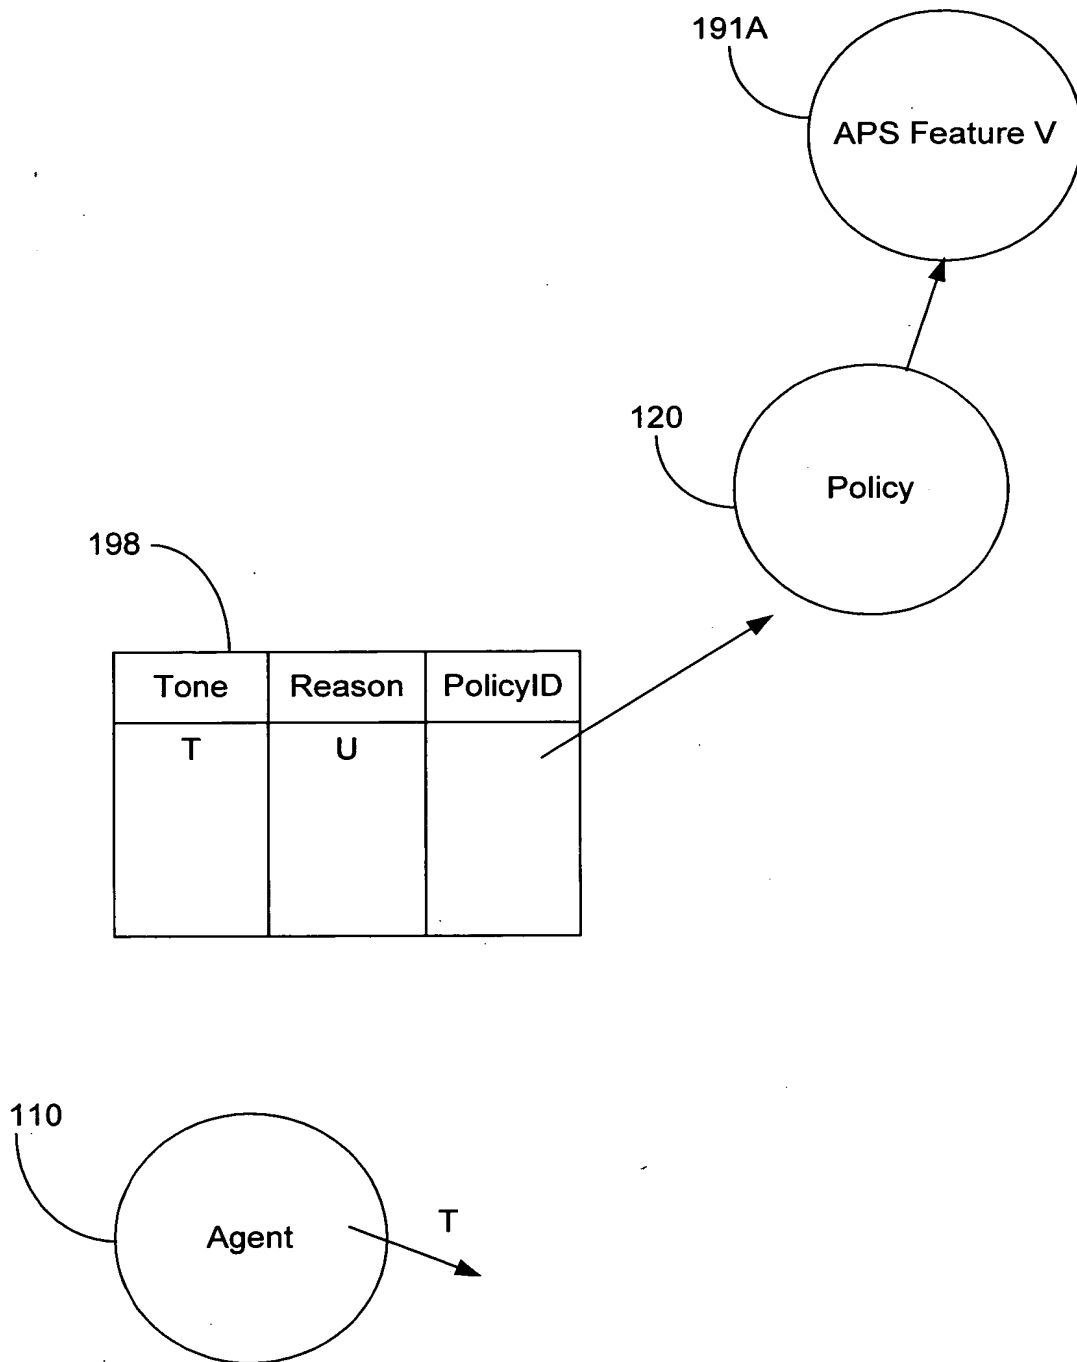 191A
APS Feature V
120
Policy
198
Tone Reason PolicyID
T U
110
Agent
T